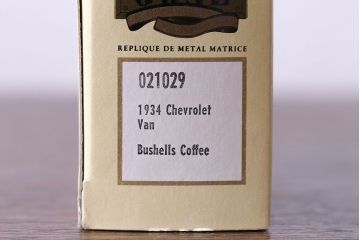 REPLIQUE DE METAL MATRICE
021029
1934 Chevrolet
Van
Bushells Coffee